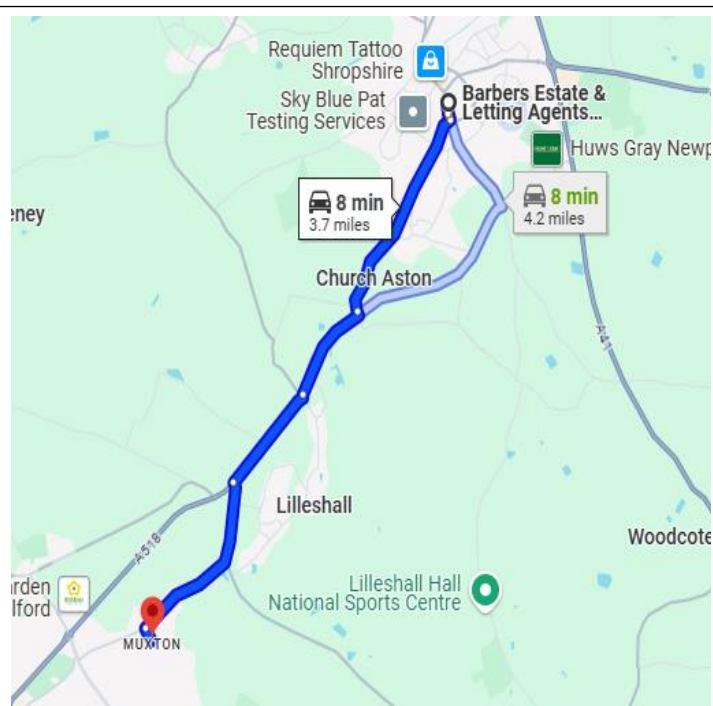 Requiem Tattoo
Shropshire
Sky Blue Pat
Testing Services
Barbers Estate &
Letting Agents...
Huws Gray Newp
8 min
3.7 miles
8 min
4.2 miles
eney
Church Aston
A41
Lilleshall
Woodcote
A518
Lilleshall Hall
National Sports Centre
arden
lford
MUXTON